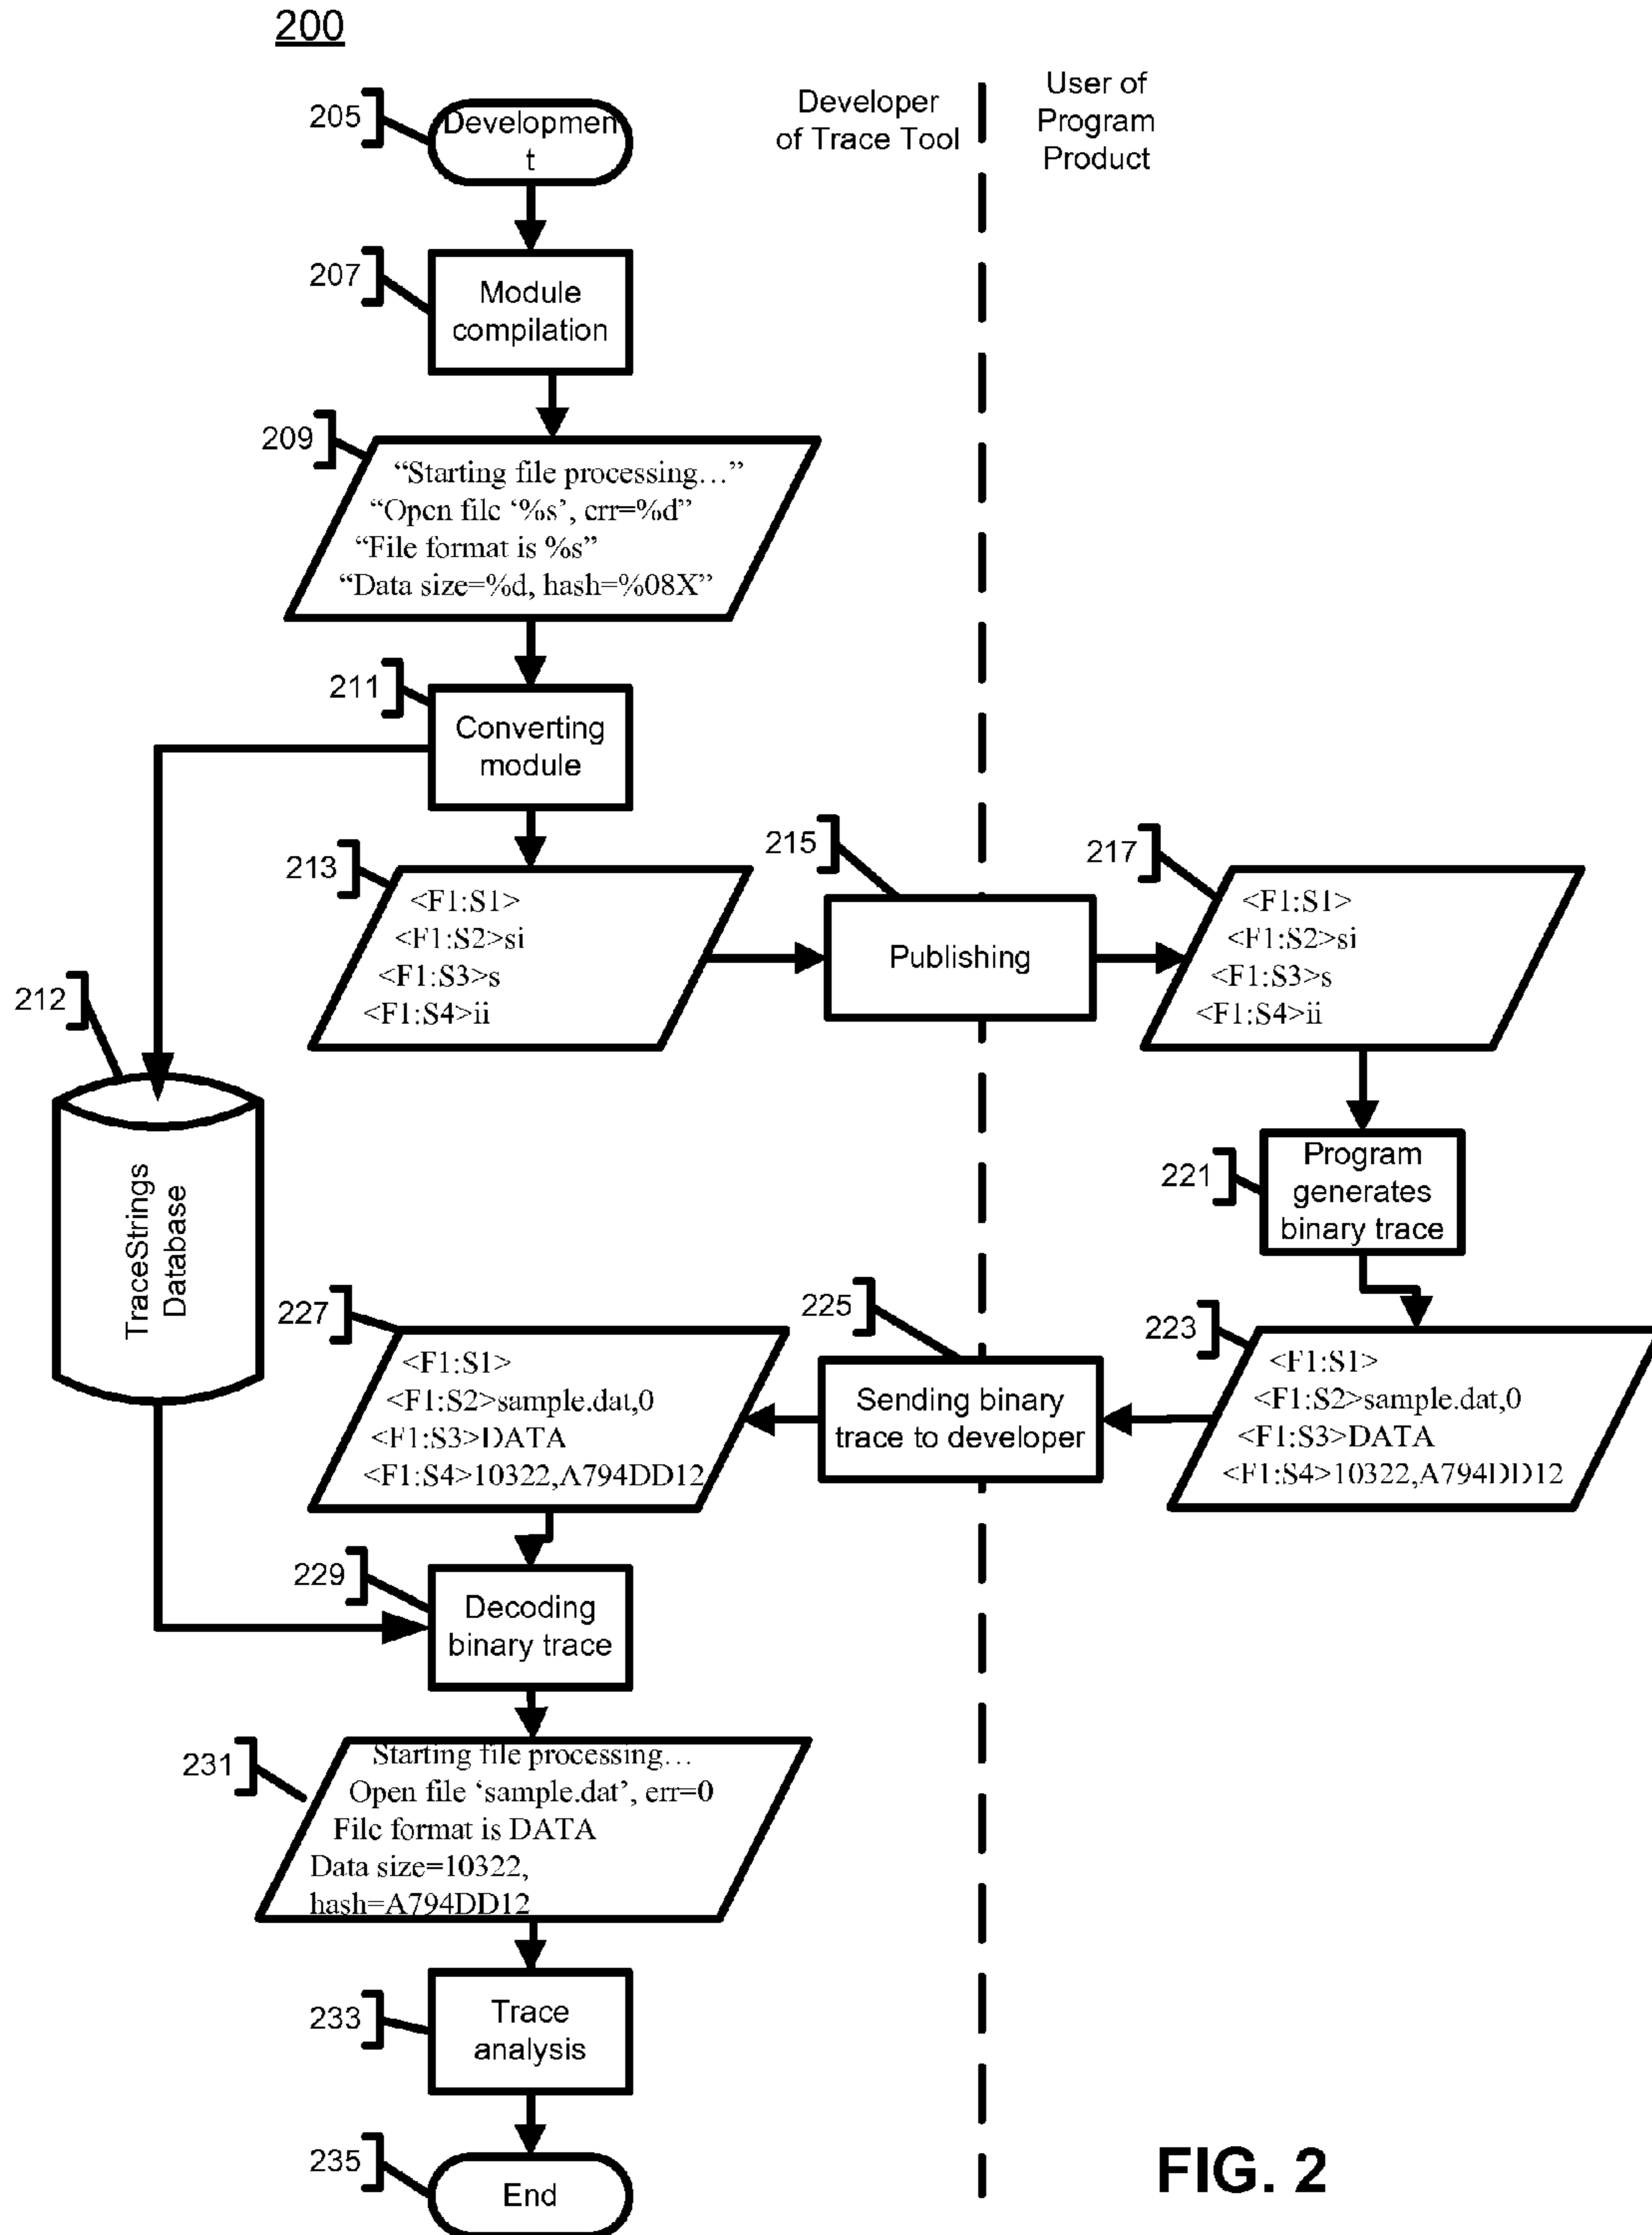 200
Developer
of Trace Tool
User of
Program
Product
205
Developmen
t
207
Module
compilation
209
“Starting file processing…”
“Open file ‘%s’, err=%d”
“File format is %s”
“Data size=%d, hash=%08X”
211
Converting
module
213
<F1:S1>
<F1:S2>si
<F1:S3>s
<F1:S4>ii
215
Publishing
217
<F1:S1>
<F1:S2>si
<F1:S3>s
<F1:S4>ii
212
TraceStrings
Database
221
Program
generates
binary trace
223
<F1:S1>
<F1:S2>sample.dat,0
<F1:S3>DATA
<F1:S4>10322,A794DD12
225
Sending binary
trace to developer
227
<F1:S1>
<F1:S2>sample.dat,0
<F1:S3>DATA
<F1:S4>10322,A794DD12
229
Decoding
binary trace
231
Starting file processing…
Open file ‘sample.dat’, err=0
File format is DATA
Data size=10322,
hash=A794DD12
233
Trace
analysis
235
End
FIG. 2